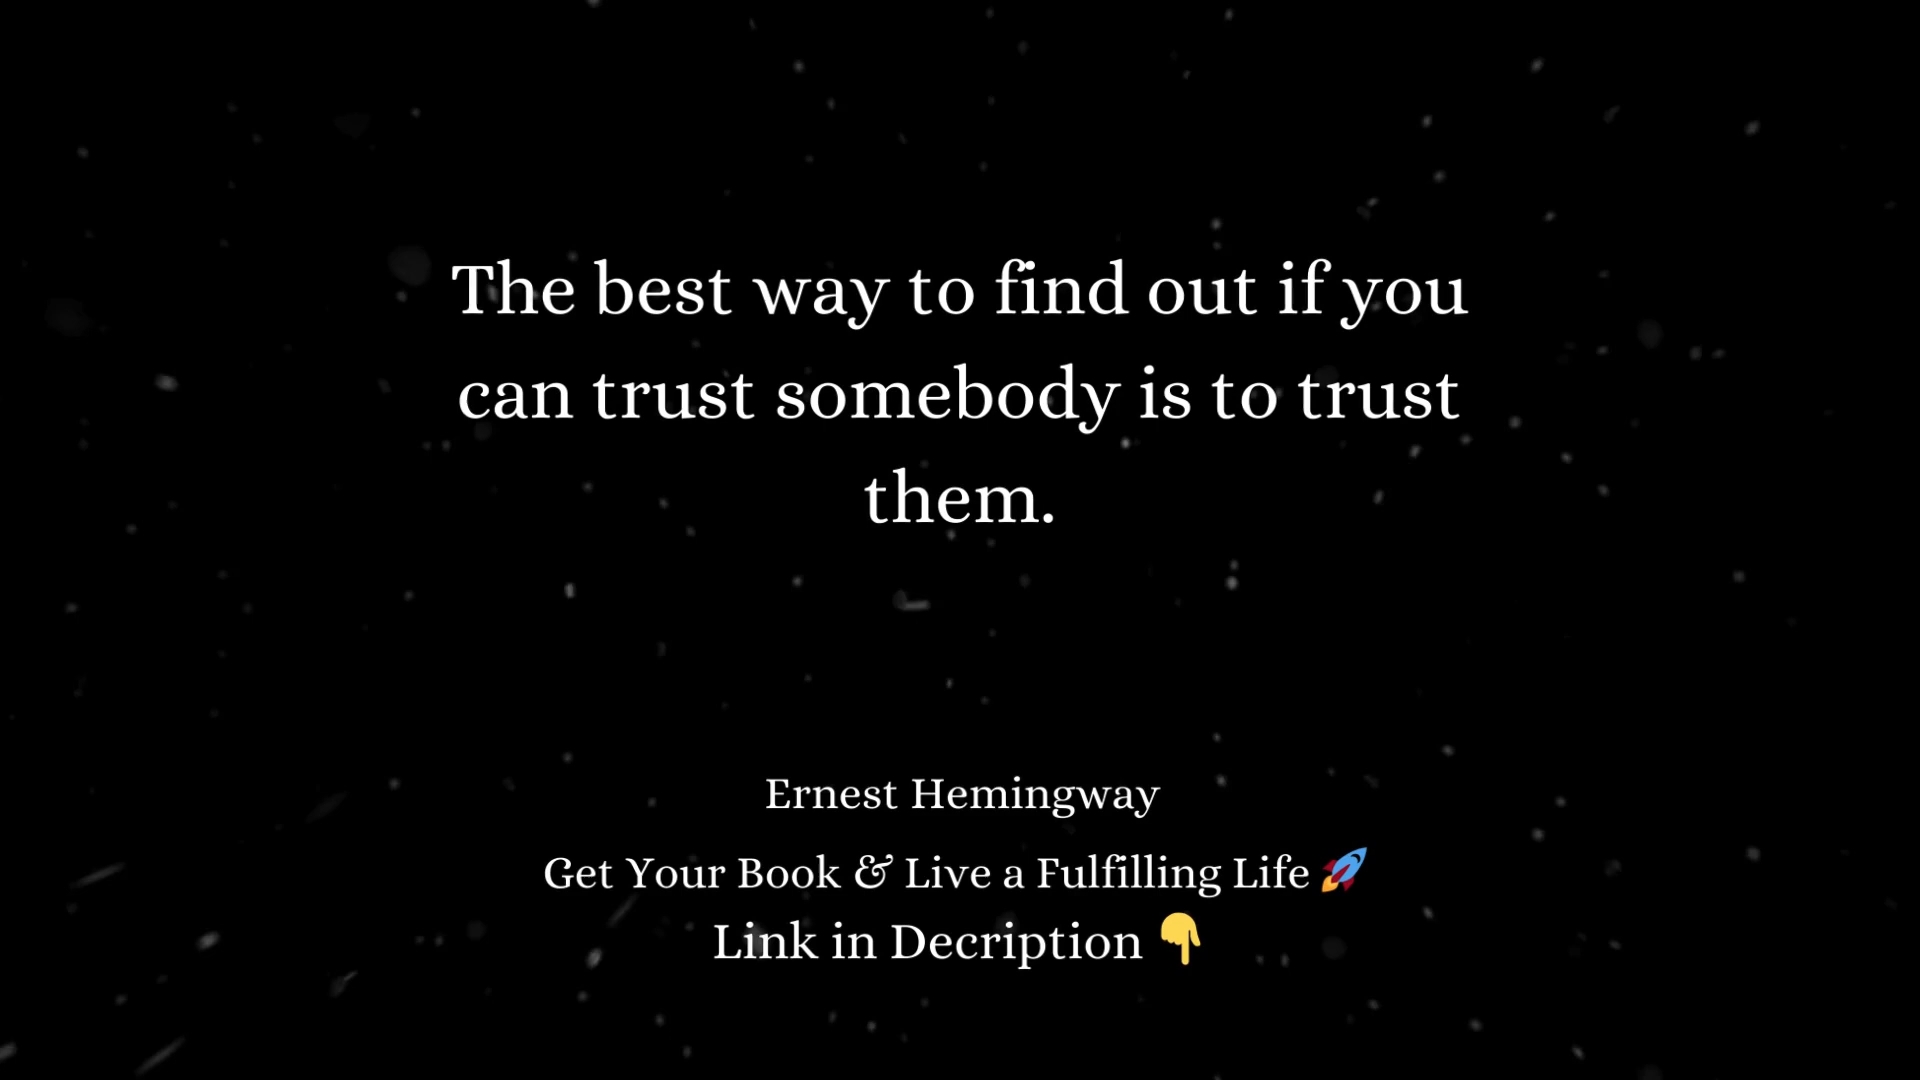 The best way to find out if you
can trust somebody is to trust
them.
Ernest Hemingway
Get Your Book & Live a Fulfilling Life 🚀
Link in Decription 👇